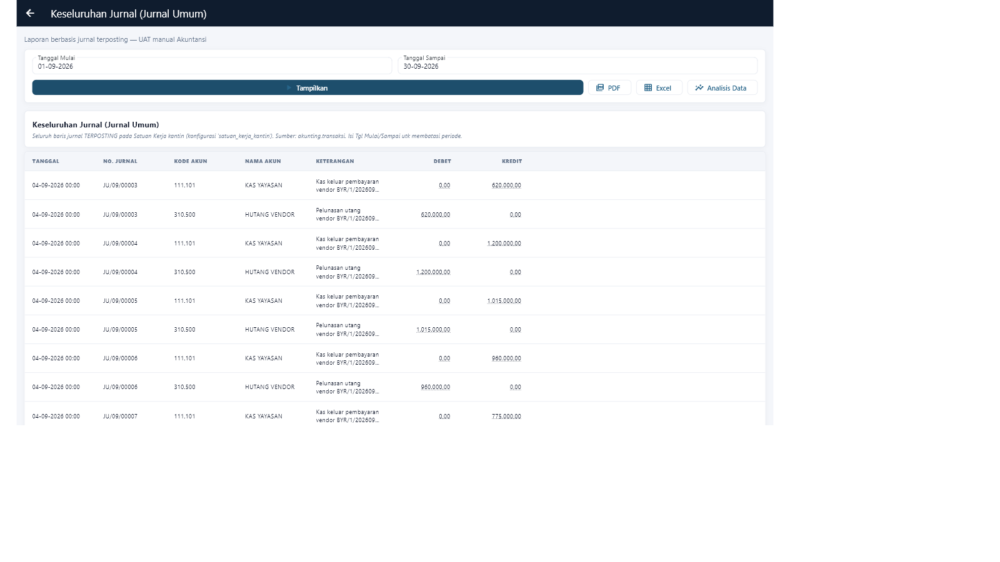 Keseluruhan Jurnal (Jurnal Umum)
Laporan berbasis jurnal terposting — UAT manual Akuntansi
Tanggal Mulai
01-09-2026
Tanggal Sampai
30-09-2026
Tampilkan
PDF
Excel
Analisis Data
Keseluruhan Jurnal (Jurnal Umum)
Seluruh baris jurnal TERPOSTING pada Satuan Kerja kantin (konfigurasi 'satuan_kerja_kantin'). Sumber: akunting.transaksi. Isi Tgl Mulai/Sampai utk membatasi periode.
TANGGAL NO. JURNAL KODE AKUN NAMA AKUN KETERANGAN DEBET KREDIT
04-09-2026 00:00 JU/09/00003 111.101 KAS YAYASAN Kas keluar pembayaran 0,00 620.000,00
vendor BYR/1/202609...
04-09-2026 00:00 JU/09/00003 310.500 HUTANG VENDOR Pelunasan utang 620.000,00 0,00
vendor BYR/1/202609...
04-09-2026 00:00 JU/09/00004 111.101 KAS YAYASAN Kas keluar pembayaran 0,00 1.200.000,00
vendor BYR/1/202609...
04-09-2026 00:00 JU/09/00004 310.500 HUTANG VENDOR Pelunasan utang 1.200.000,00 0,00
vendor BYR/1/202609...
04-09-2026 00:00 JU/09/00005 111.101 KAS YAYASAN Kas keluar pembayaran 0,00 1.015.000,00
vendor BYR/1/202609...
04-09-2026 00:00 JU/09/00005 310.500 HUTANG VENDOR Pelunasan utang 1.015.000,00 0,00
vendor BYR/1/202609...
04-09-2026 00:00 JU/09/00006 111.101 KAS YAYASAN Kas keluar pembayaran 0,00 960.000,00
vendor BYR/1/202609...
04-09-2026 00:00 JU/09/00006 310.500 HUTANG VENDOR Pelunasan utang 960.000,00 0,00
vendor BYR/1/202609...
04-09-2026 00:00 JU/09/00007 111.101 KAS YAYASAN Kas keluar pembayaran 0,00 775.000,00
vendor BYR/1/202609...